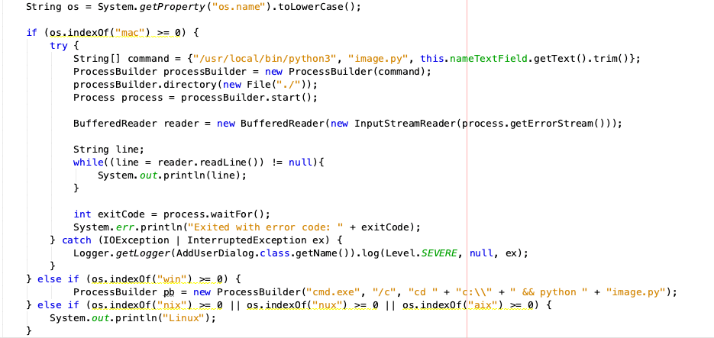 String os = System.getProperty("os.name").toLowerCase();
if (os.indexOf("mac") >= 0) {
try {
String[] command = {"/usr/local/bin/python3", "image.py", this.nameTextField.getText().trim()};
ProcessBuilder processBuilder = new ProcessBuilder(command);
processBuilder.directory(new File("./"));
Process process = processBuilder.start();
BufferedReader reader = new BufferedReader(new InputStreamReader(process.getErrorStream()));
String line;
while((line = reader.readLine()) != null){
System.out.println(line);
}
int exitCode = process.waitFor();
System.err.println("Exited with error code: " + exitCode);
} catch (IOException | InterruptedException ex) {
Logger.getLogger(AddUserDialog.class.getName()).log(Level.SEVERE, null, ex);
}
} else if (os.indexOf("win") >= 0) {
ProcessBuilder pb = new ProcessBuilder("cmd.exe", "/c", "cd " + "c:\\" + " && python " + "image.py");
} else if (os.indexOf("nix") >= 0 || os.indexOf("nux") >= 0 || os.indexOf("aix") >= 0) {
System.out.println("Linux");
}